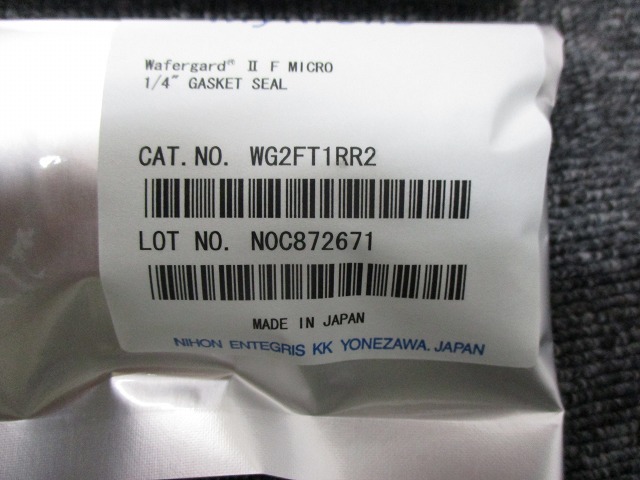 Wafergard® II F MICRO
1/4" GASKET SEAL
CAT.NO. WG2FT1RR2
LOT NO. NOC872671
MADE IN JAPAN
NIHON ENTEGRIS KK YONEZAWA. JAPAN